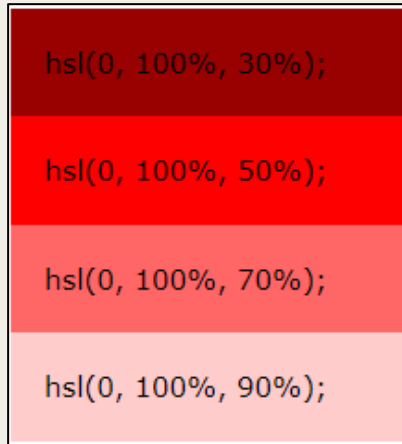 hsl(0, 100%, 30%);
hsl(0, 100%, 50%);
hsl(0, 100%, 70%);
hsl(0, 100%, 90%);